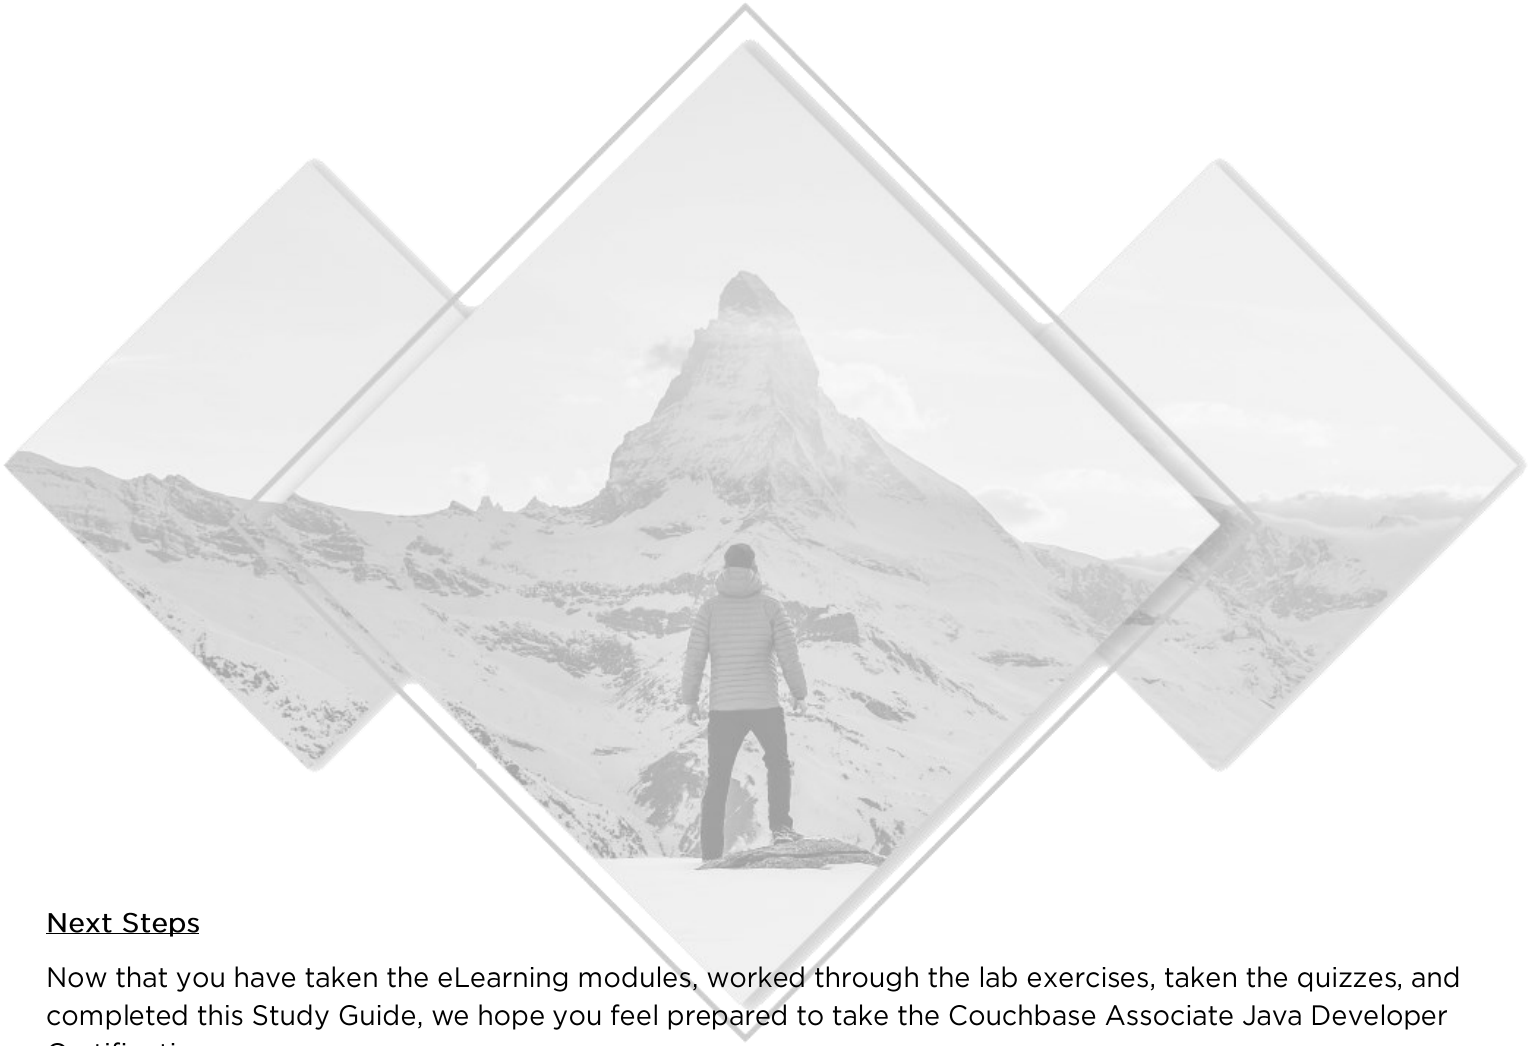 Next Steps
Now that you have taken the eLearning modules, worked through the lab exercises, taken the quizzes, and
completed this Study Guide, we hope you feel prepared to take the Couchbase Associate Java Developer